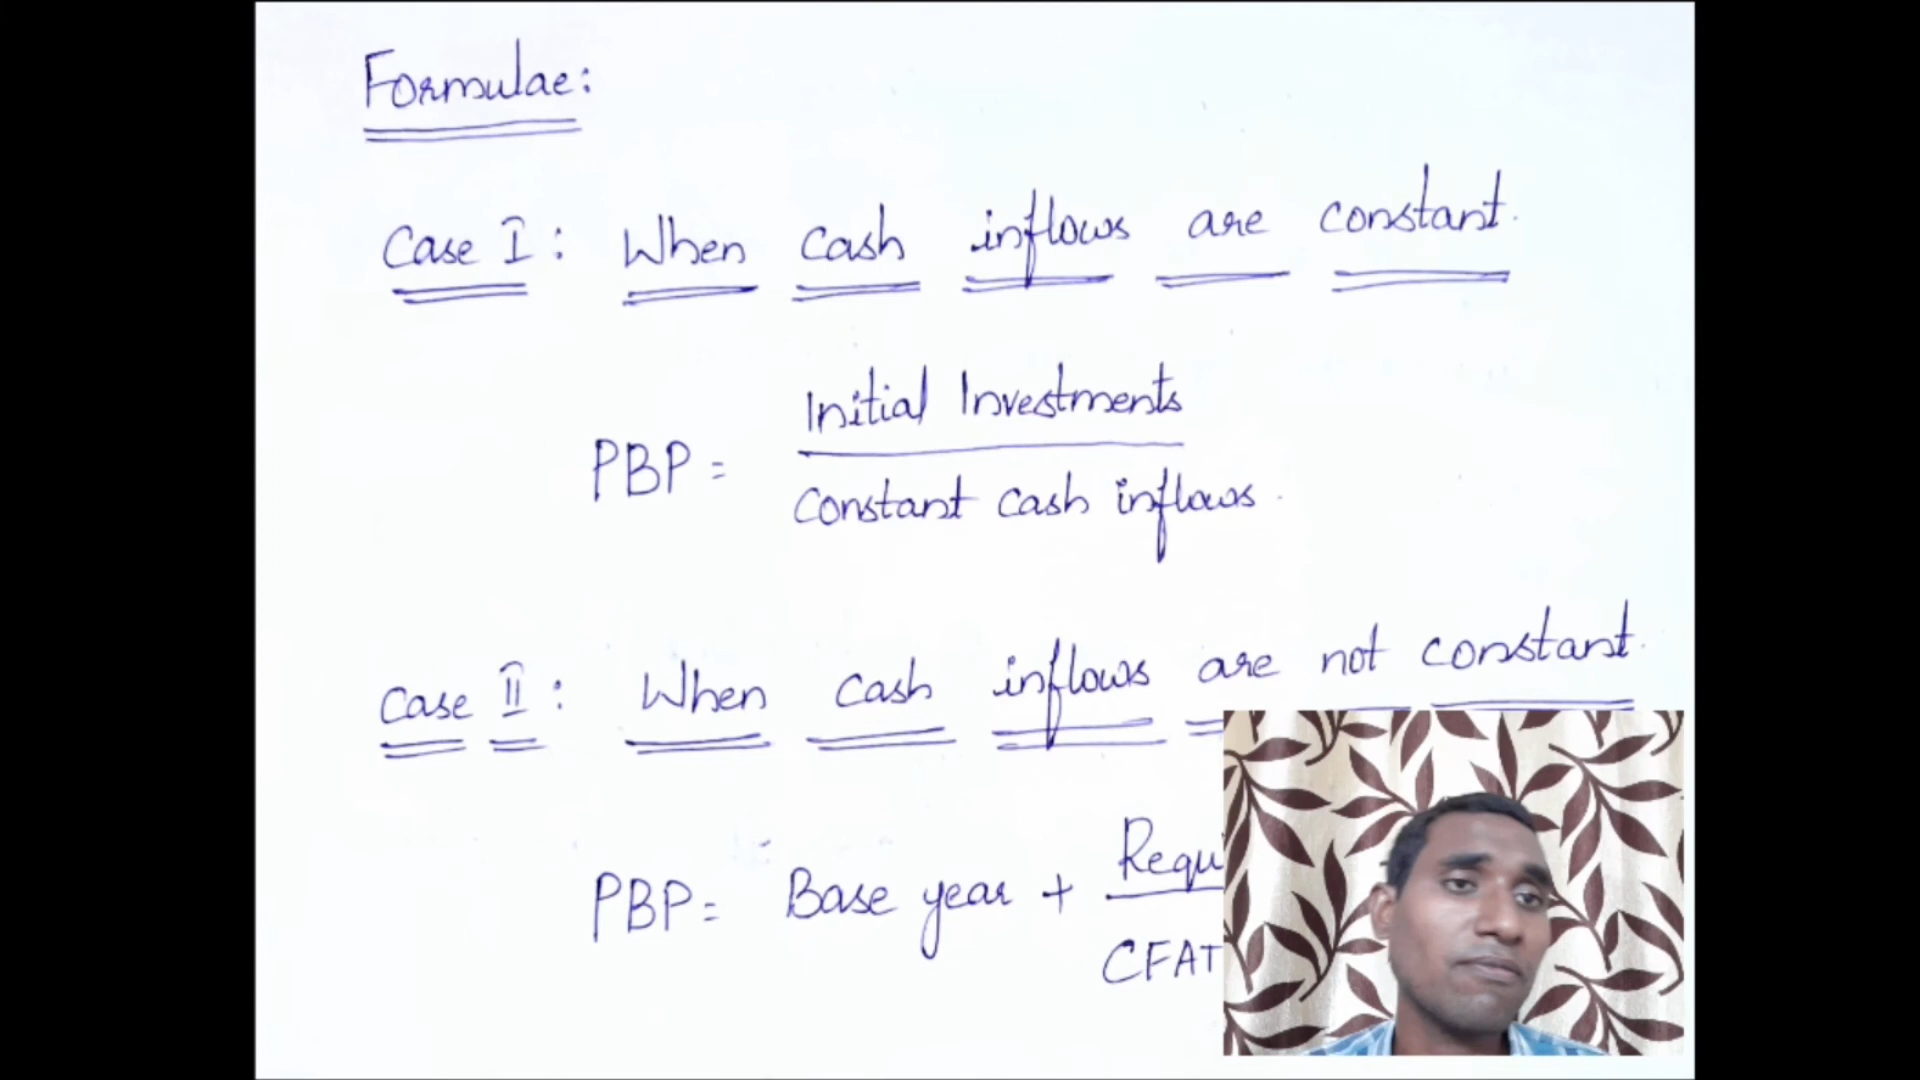 Formulae:
Case I: When cash inflows are constant.
Initial Investments
PBP =
Constant cash inflows.
Case II: When cash inflows are not constant.
PBP = Base year +
CFAT